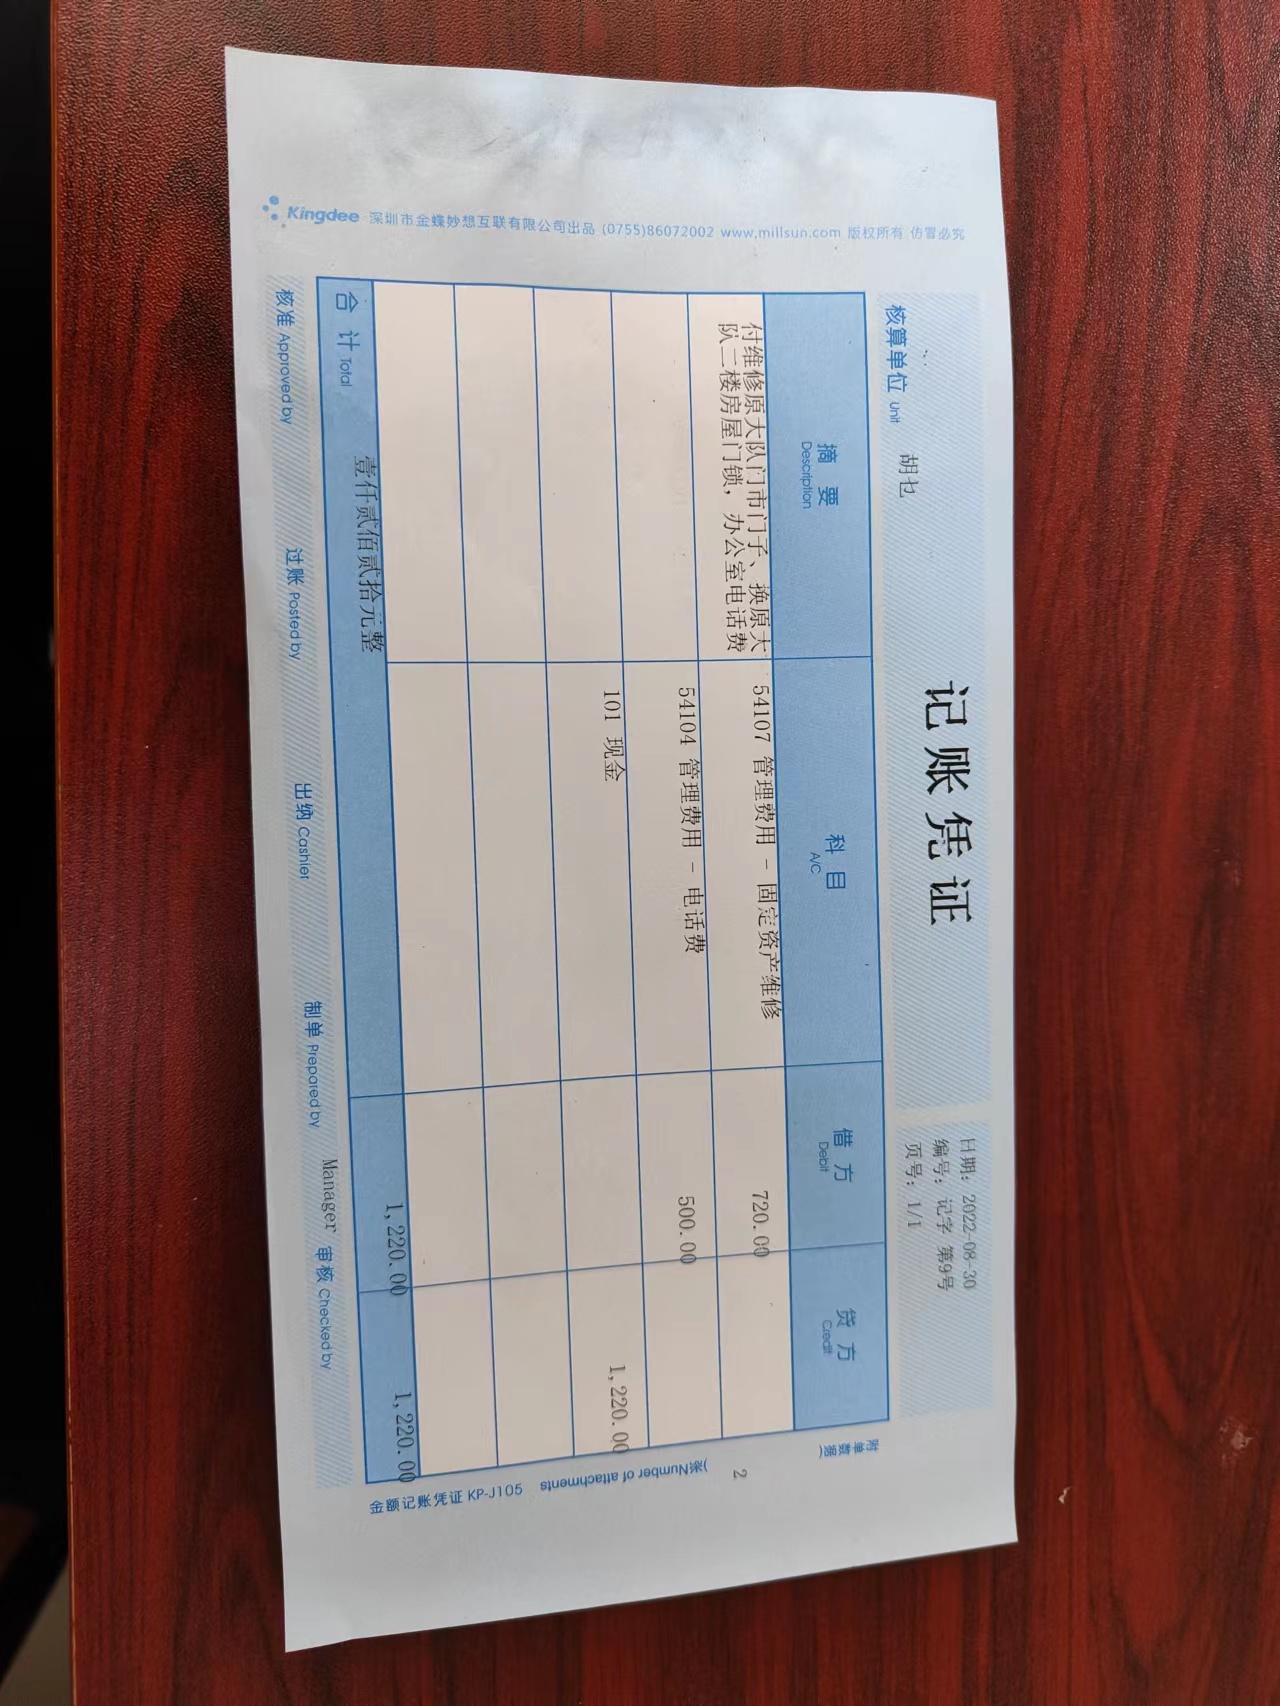 记账凭证
日期：2022-08-30
编号：记字 第9号
页号：1/1
核算单位 Unit 胡乜
摘要 Description 科目 A/C 借方 Debit 贷方 Credit
付维修原大队门市门子、换原大
队二楼房屋门锁，办公室电话费
54107 管理费用 - 固定资产维修 720.00
54104 管理费用 - 电话费 500.00
101 现金 1,220.00
合计 Total 壹仟贰佰贰拾元整 1,220.00 1,220.00
附单数据( 2 张Number of attachments)
核准 Approved by 过账 Posted by 出纳 Cashier 制单 Prepared by Manager 审核 Checked by
金额记账凭证 KP-J105
Kingdee 深圳市金蝶妙想互联有限公司出品 (0755)86072002 www.millsun.com 版权所有 仿冒必究